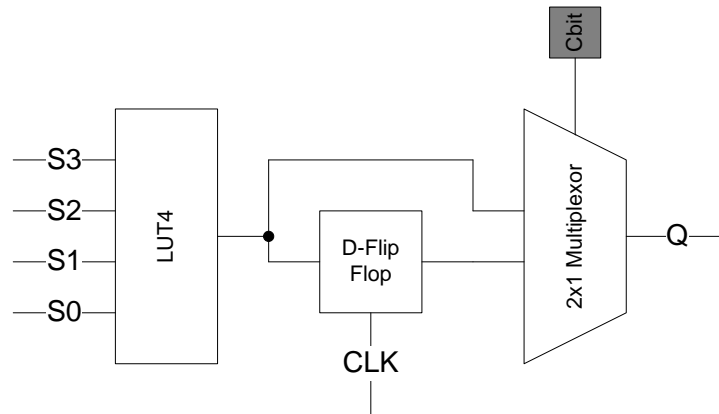 Cbit
S3
S2
S1
S0
LUT4
D-Flip
Flop
CLK
2x1 Multiplexor
Q